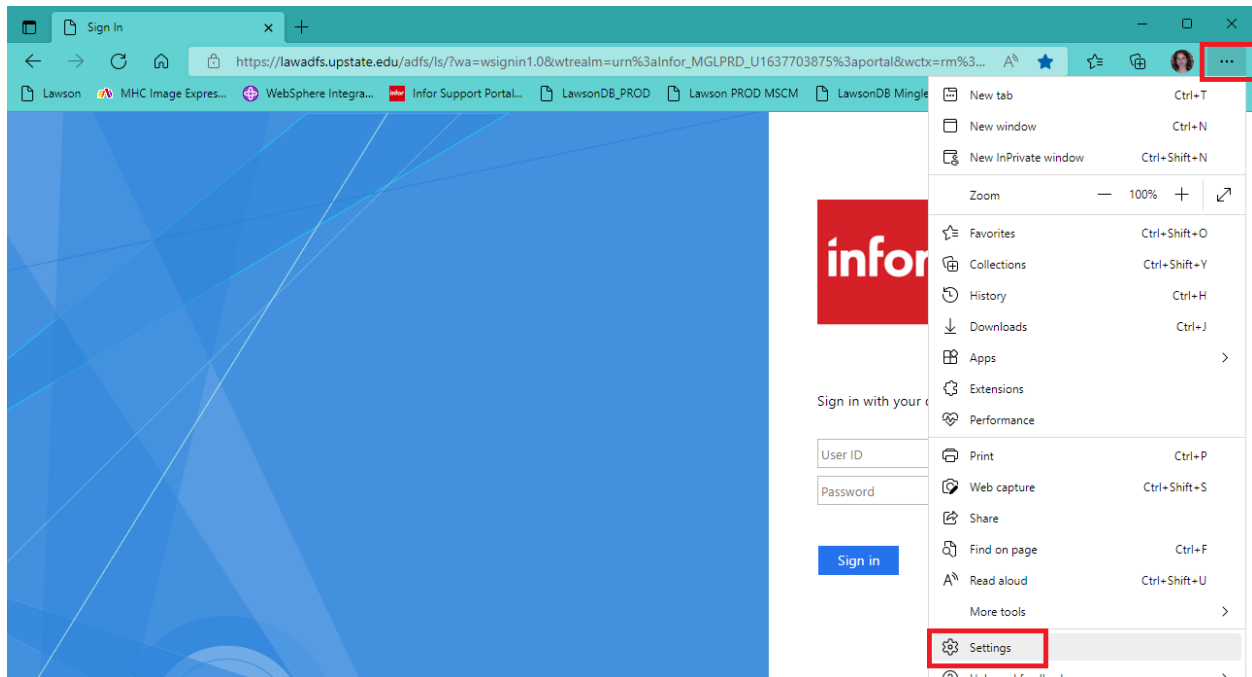 Sign In
https://lawadfs.upstate.edu/adfs/ls/?wa=wsignin1.0&wtrealm=urn%3aInfor_MGLPRD_U1637703875%3aportal&wctx=rm%3...
Lawson MHC Image Expres... WebSphere Integra... infor Infor Support Portal... LawsonDB_PROD Lawson PROD MSCM LawsonDB Mingle
New tab Ctrl+T
New window Ctrl+N
New InPrivate window Ctrl+Shift+N
Zoom 100%
Favorites Ctrl+Shift+O
Collections Ctrl+Shift+Y
History Ctrl+H
Downloads Ctrl+J
Apps
Extensions
Performance
Print Ctrl+P
Web capture Ctrl+Shift+S
Share
Find on page Ctrl+F
Read aloud Ctrl+Shift+U
More tools
Settings
infor
Sign in with your
User ID
Password
Sign in